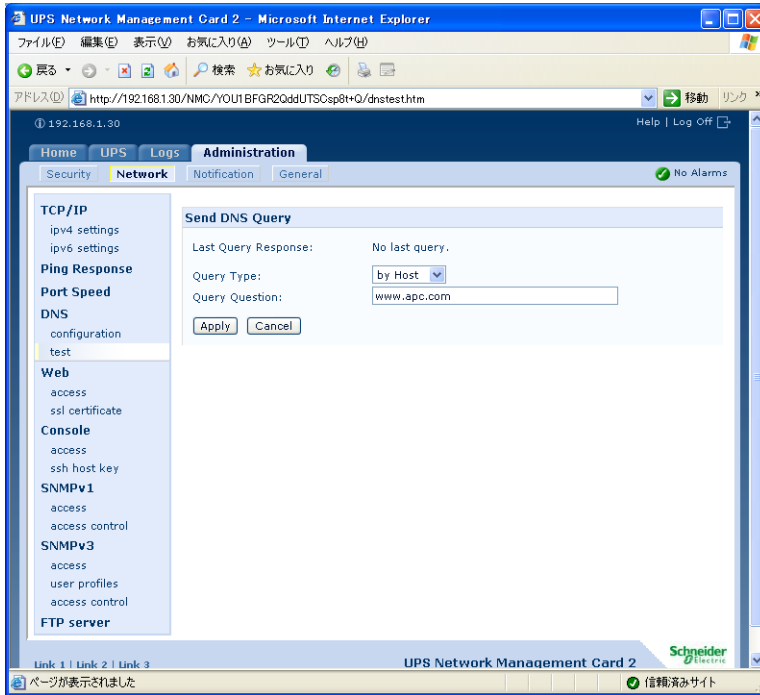 UPS Network Management Card 2 - Microsoft Internet Explorer
ファイル(F) 編集(E) 表示(V) お気に入り(A) ツール(T) ヘルプ(H)
戻る 検索 お気に入り
アドレス(D) http://192.168.1.30/NMC/YOU1BFGR2QddUTSCsp8t+Q/dnstest.htm 移動 リンク »
192.168.1.30 Help | Log Off
Home UPS Logs Administration
Security Network Notification General No Alarms
TCP/IP
ipv4 settings
ipv6 settings
Ping Response
Port Speed
DNS
configuration
test
Web
access
ssl certificate
Console
access
ssh host key
SNMPv1
access
access control
SNMPv3
access
user profiles
access control
FTP server
Send DNS Query
Last Query Response: No last query.
Query Type: by Host
Query Question: www.apc.com
Apply Cancel
Link 1 | Link 2 | Link 3
UPS Network Management Card 2
Schneider
Electric
ページが表示されました
信頼済みサイト